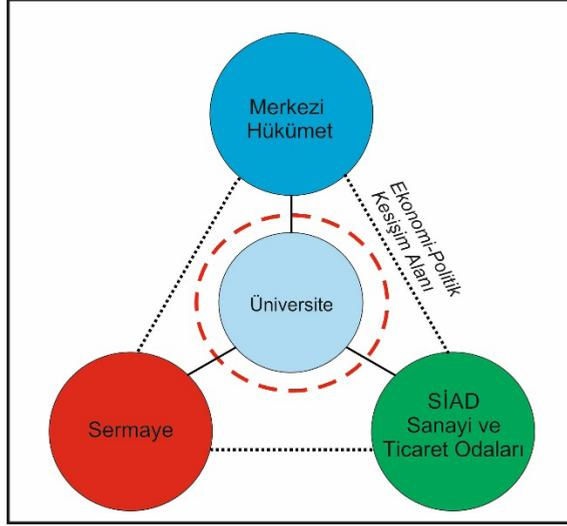 Merkezi
Hükümet
Ekonomi-Politik
Kesişim Alanı
Üniversite
Sermaye
SİAD
Sanayi ve
Ticaret Odaları